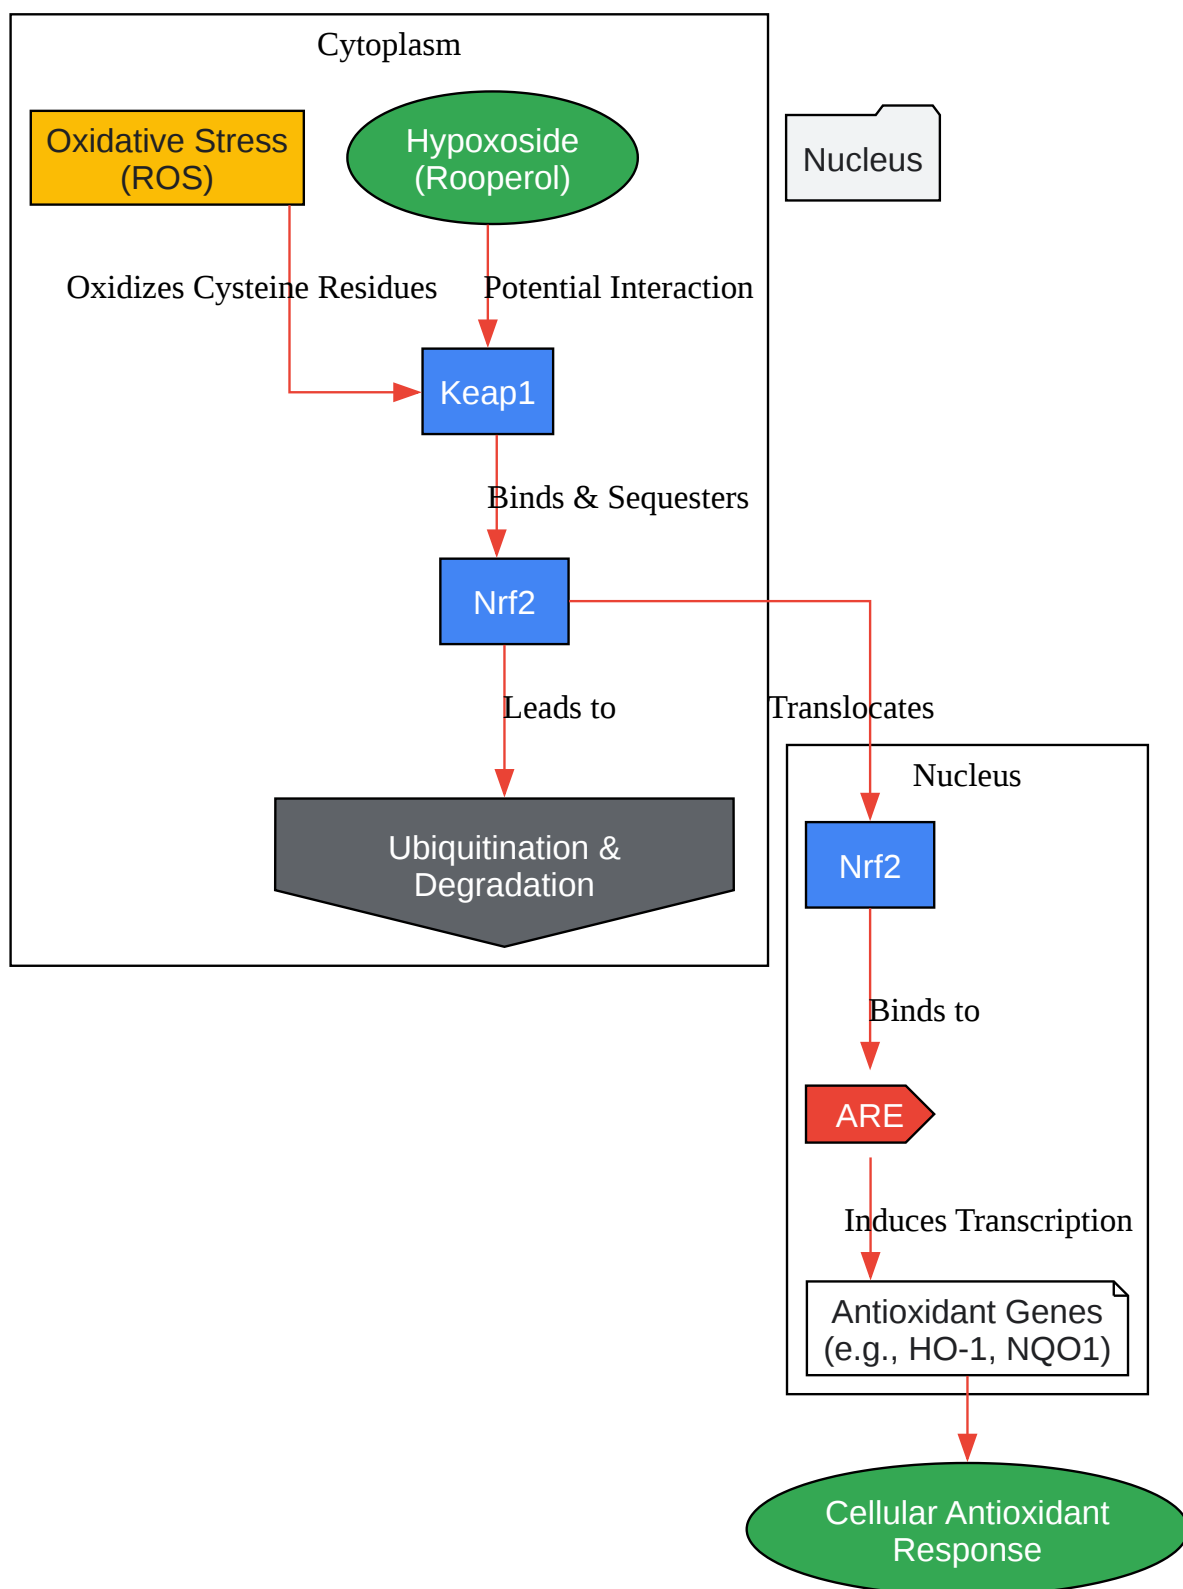 Cytoplasm
Oxidative Stress
(ROS)
Hypoxoside
(Rooperol)
Nucleus
Oxidizes Cysteine Residues
Potential Interaction
Keap1
Binds & Sequesters
Nrf2
Leads to
Translocates
Nucleus
Ubiquitination &
Degradation
Nrf2
Binds to
ARE
Induces Transcription
Antioxidant Genes
(e.g., HO-1, NQO1)
Cellular Antioxidant
Response